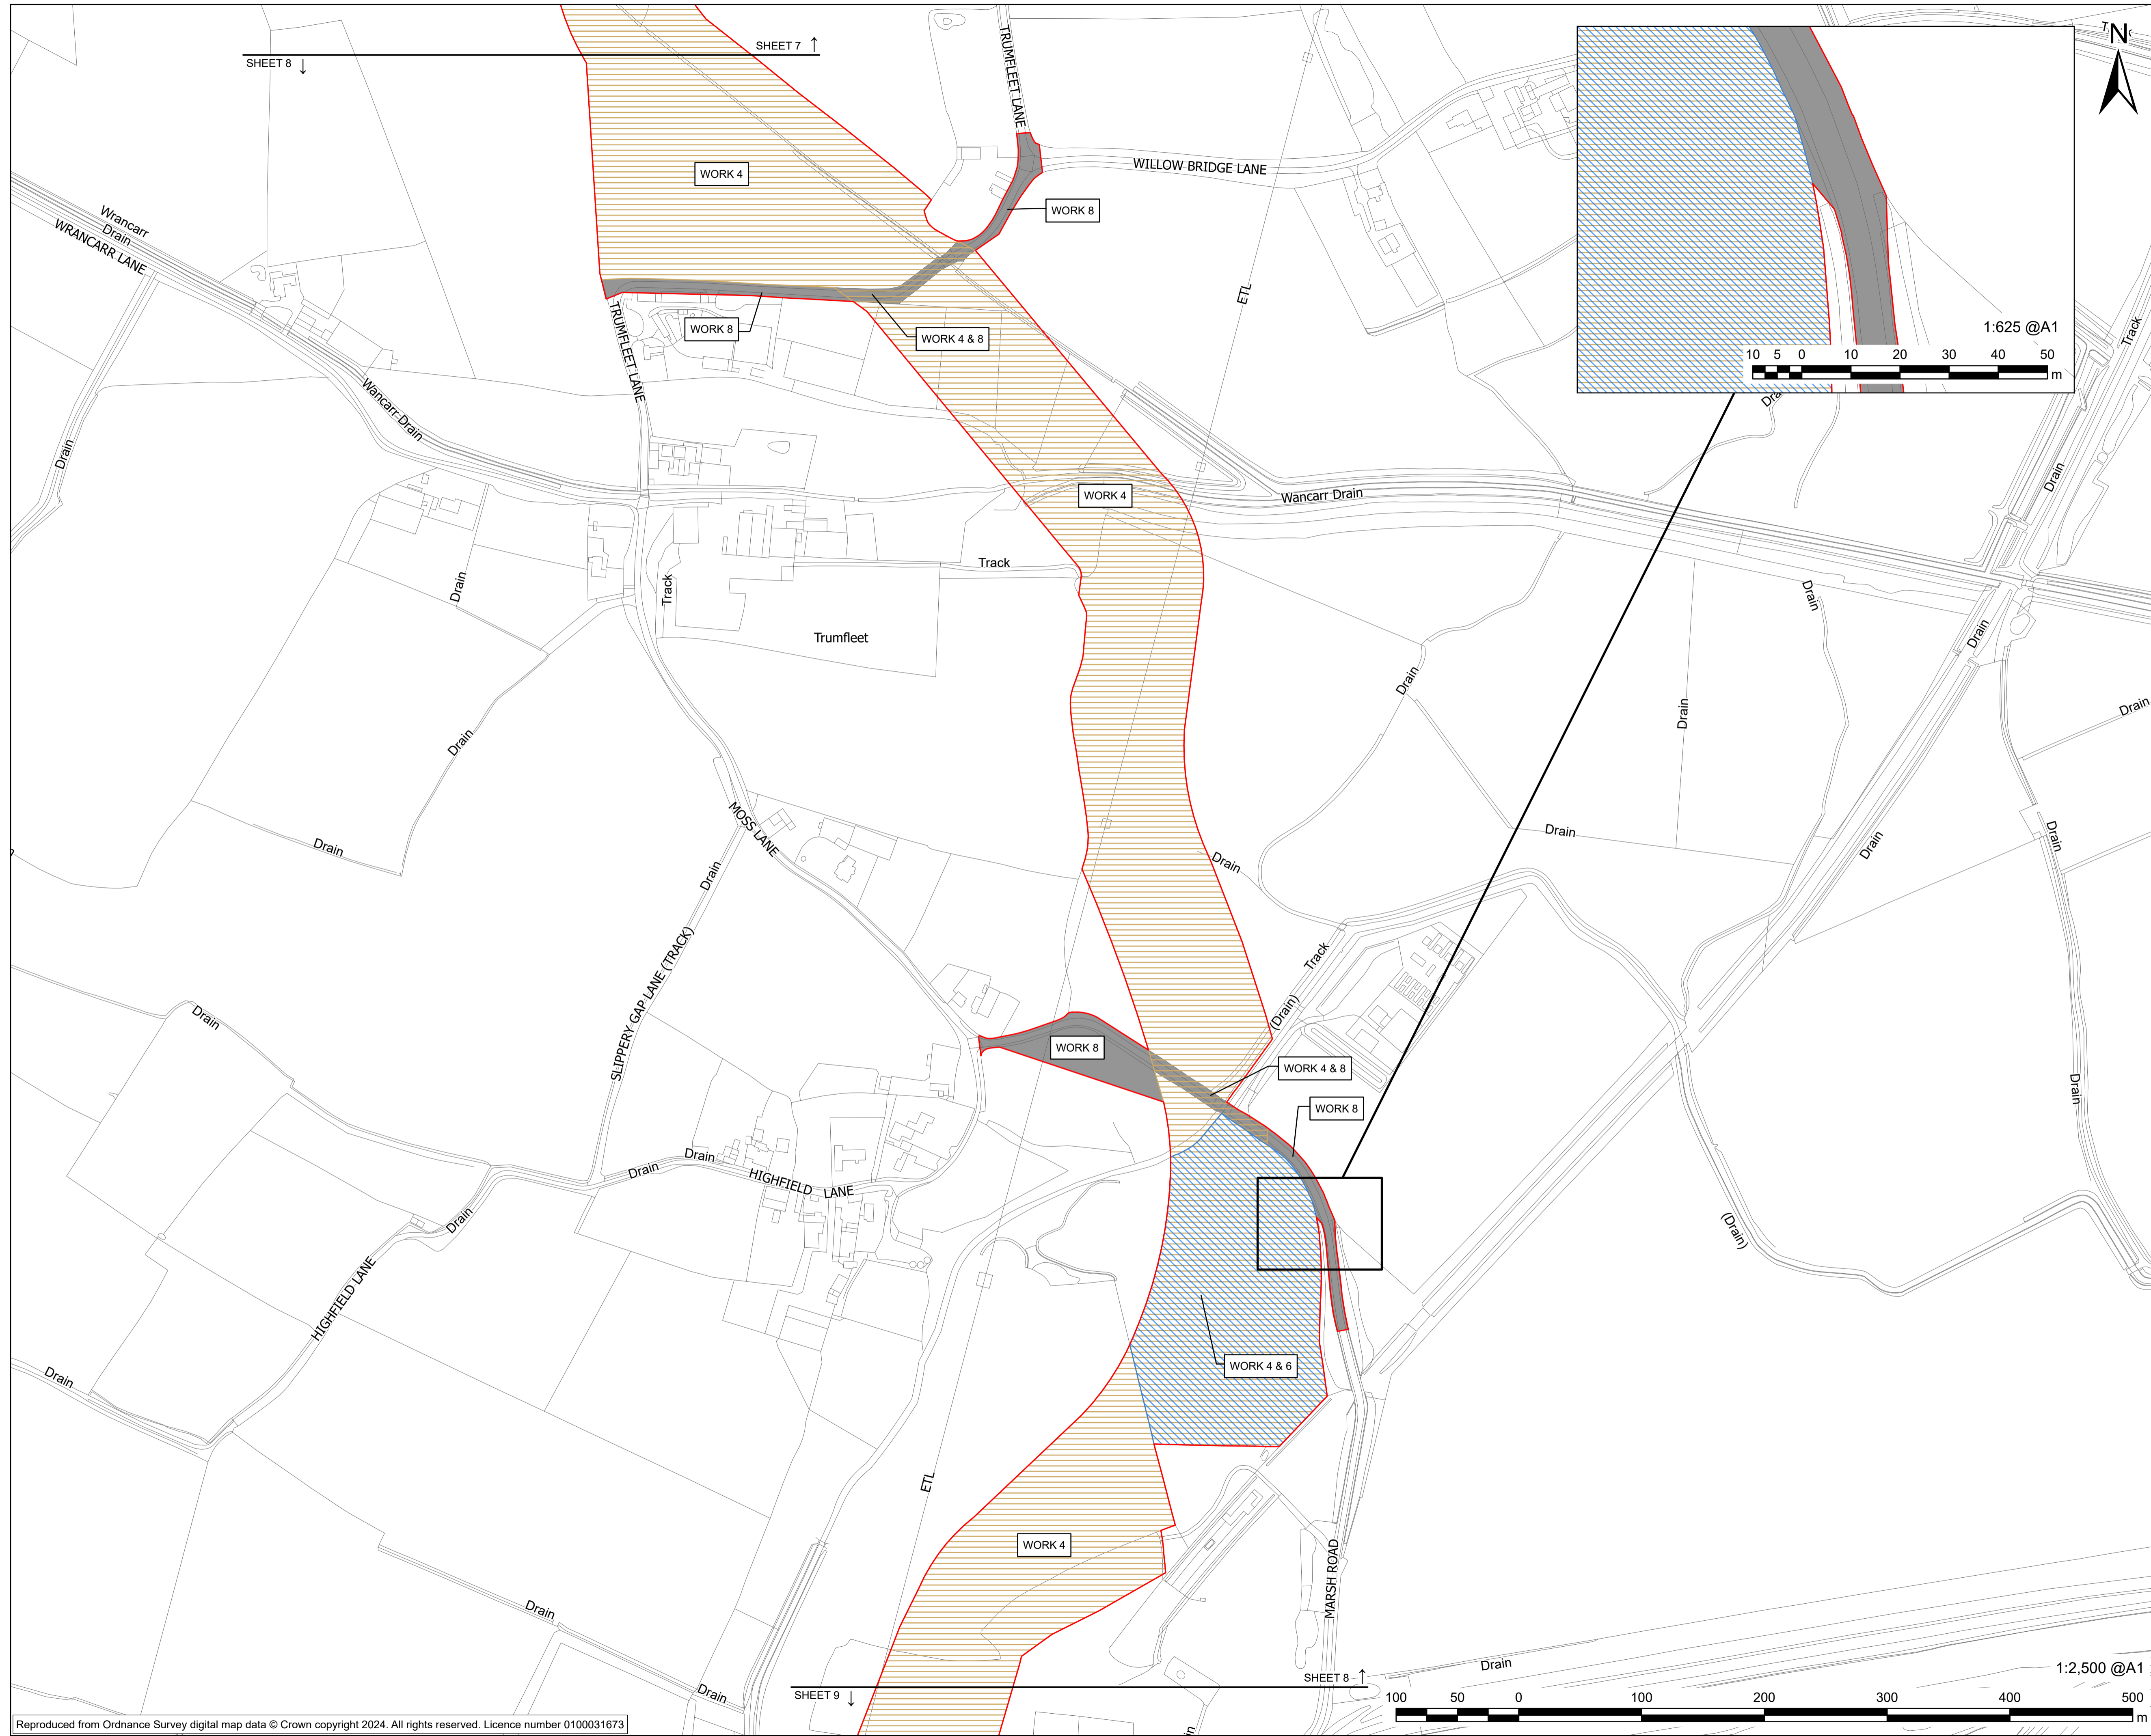 SHEET 7 ↑
SHEET 8 ↓
TRUMFLEET LANE
N
WORK 4
WILLOW BRIDGE LANE
WORK 8
Wrancarr
Drain
WRANCARR LANE
ETL
WORK 8
WORK 4 & 8
TRUMFLEET LANE
1:625 @A1
10 5 0 10 20 30 40 50
m
Track
Wancarr Drain
Drain
WORK 4
Wancarr Drain
Drain
Track
Drain
Track
Drain
Drain
Trumfleet
Drain
Drain
Drain
Drain
MOSS LANE
Drain
Drain
Drain
Drain
Drain
Drain
Drain
SLIPPERY GAP LANE (TRACK)
Track
(Drain)
Drain
WORK 8
WORK 4 & 8
Drain
WORK 8
Drain
Drain
HIGHFIELD LANE
Drain
(Drain)
HIGHFIELD LANE
Drain
WORK 4 & 6
ETL
WORK 4
MARSH ROAD
Drain
Drain
Drain
SHEET 8 ↑
SHEET 9 ↓
1:2,500 @A1
100 50 0 100 200 300 400 500
m
Reproduced from Ordnance Survey digital map data © Crown copyright 2024. All rights reserved. Licence number 0100031673